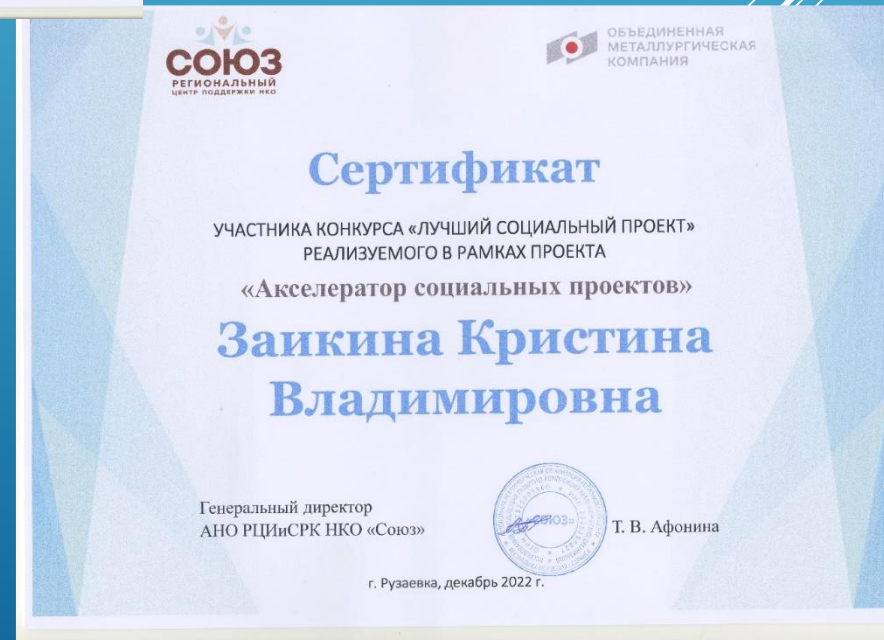 СОЮЗ
РЕГИОНАЛЬНЫЙ
ЦЕНТР ПОДДЕРЖКИ НКО
ОБЪЕДИНЕННАЯ
МЕТАЛЛУРГИЧЕСКАЯ
КОМПАНИЯ
Сертификат
УЧАСТНИКА КОНКУРСА «ЛУЧШИЙ СОЦИАЛЬНЫЙ ПРОЕКТ»
РЕАЛИЗУЕМОГО В РАМКАХ ПРОЕКТА
«Акселератор социальных проектов»
Заикина Кристина
Владимировна
Генеральный директор
АНО РЦИиСРК НКО «Союз»
«СОЮЗ»
Т. В. Афонина
г. Рузаевка, декабрь 2022 г.